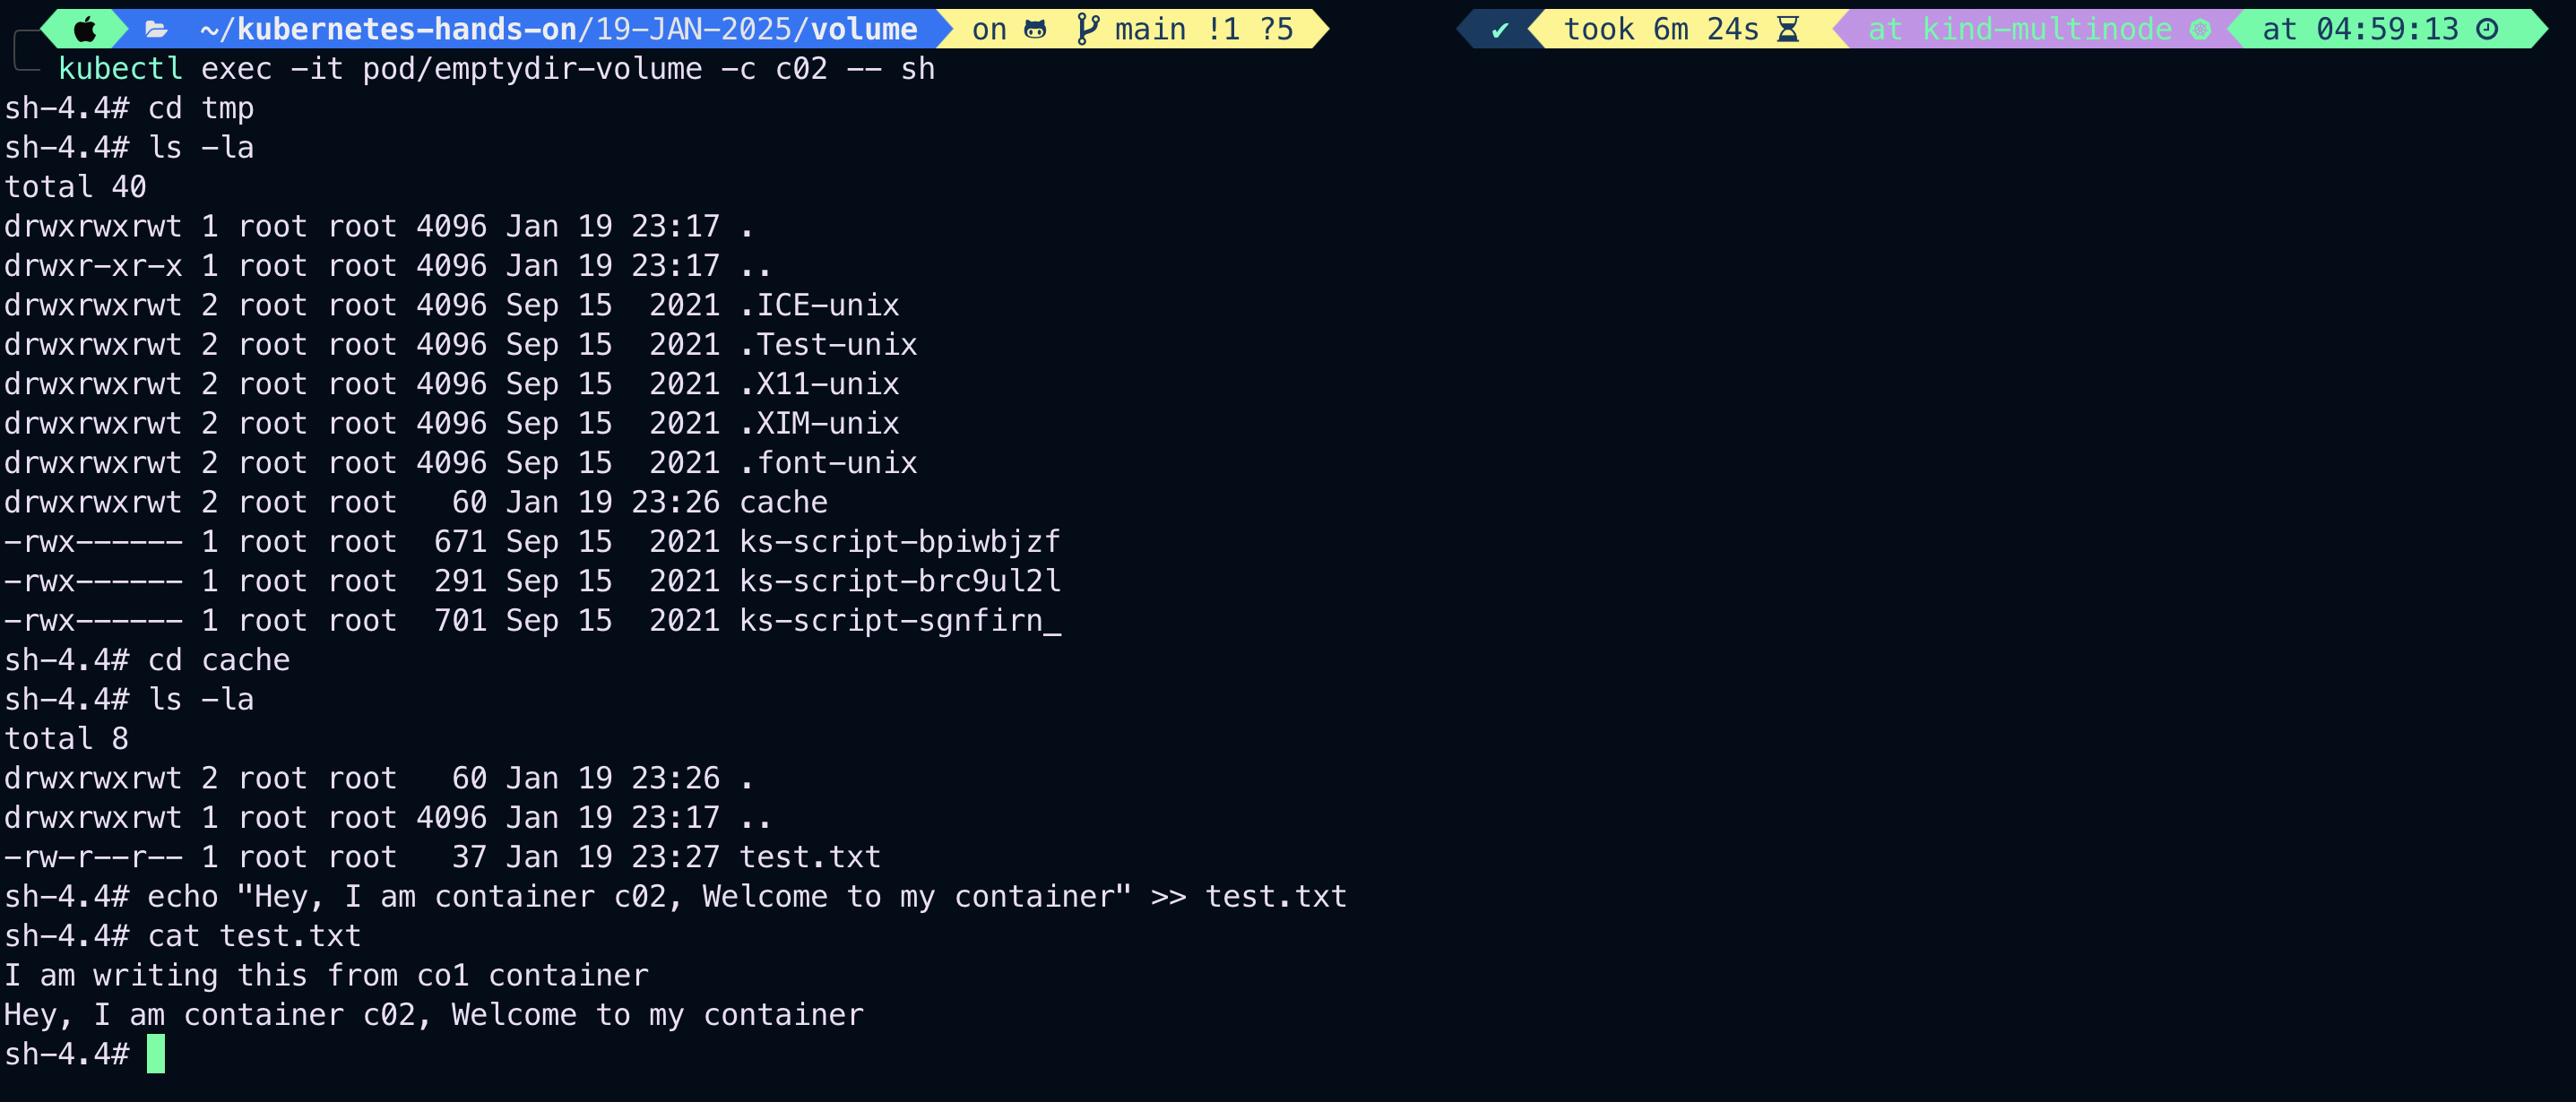 ~/kubernetes-hands-on/19-JAN-2025/volume on main !1 ?5 ✔ took 6m 24s at kind-multinode at 04:59:13
kubectl exec -it pod/emptydir-volume -c c02 -- sh
sh-4.4# cd tmp
sh-4.4# ls -la
total 40
drwxrwxrwt 1 root root 4096 Jan 19 23:17 .
drwxr-xr-x 1 root root 4096 Jan 19 23:17 ..
drwxrwxrwt 2 root root 4096 Sep 15  2021 .ICE-unix
drwxrwxrwt 2 root root 4096 Sep 15  2021 .Test-unix
drwxrwxrwt 2 root root 4096 Sep 15  2021 .X11-unix
drwxrwxrwt 2 root root 4096 Sep 15  2021 .XIM-unix
drwxrwxrwt 2 root root 4096 Sep 15  2021 .font-unix
drwxrwxrwt 2 root root   60 Jan 19 23:26 cache
-rwx------ 1 root root  671 Sep 15  2021 ks-script-bpiwbjzf
-rwx------ 1 root root  291 Sep 15  2021 ks-script-brc9ul2l
-rwx------ 1 root root  701 Sep 15  2021 ks-script-sgnfirn_
sh-4.4# cd cache
sh-4.4# ls -la
total 8
drwxrwxrwt 2 root root   60 Jan 19 23:26 .
drwxrwxrwt 1 root root 4096 Jan 19 23:17 ..
-rw-r--r-- 1 root root   37 Jan 19 23:27 test.txt
sh-4.4# echo "Hey, I am container c02, Welcome to my container" >> test.txt
sh-4.4# cat test.txt
I am writing this from co1 container
Hey, I am container c02, Welcome to my container
sh-4.4#